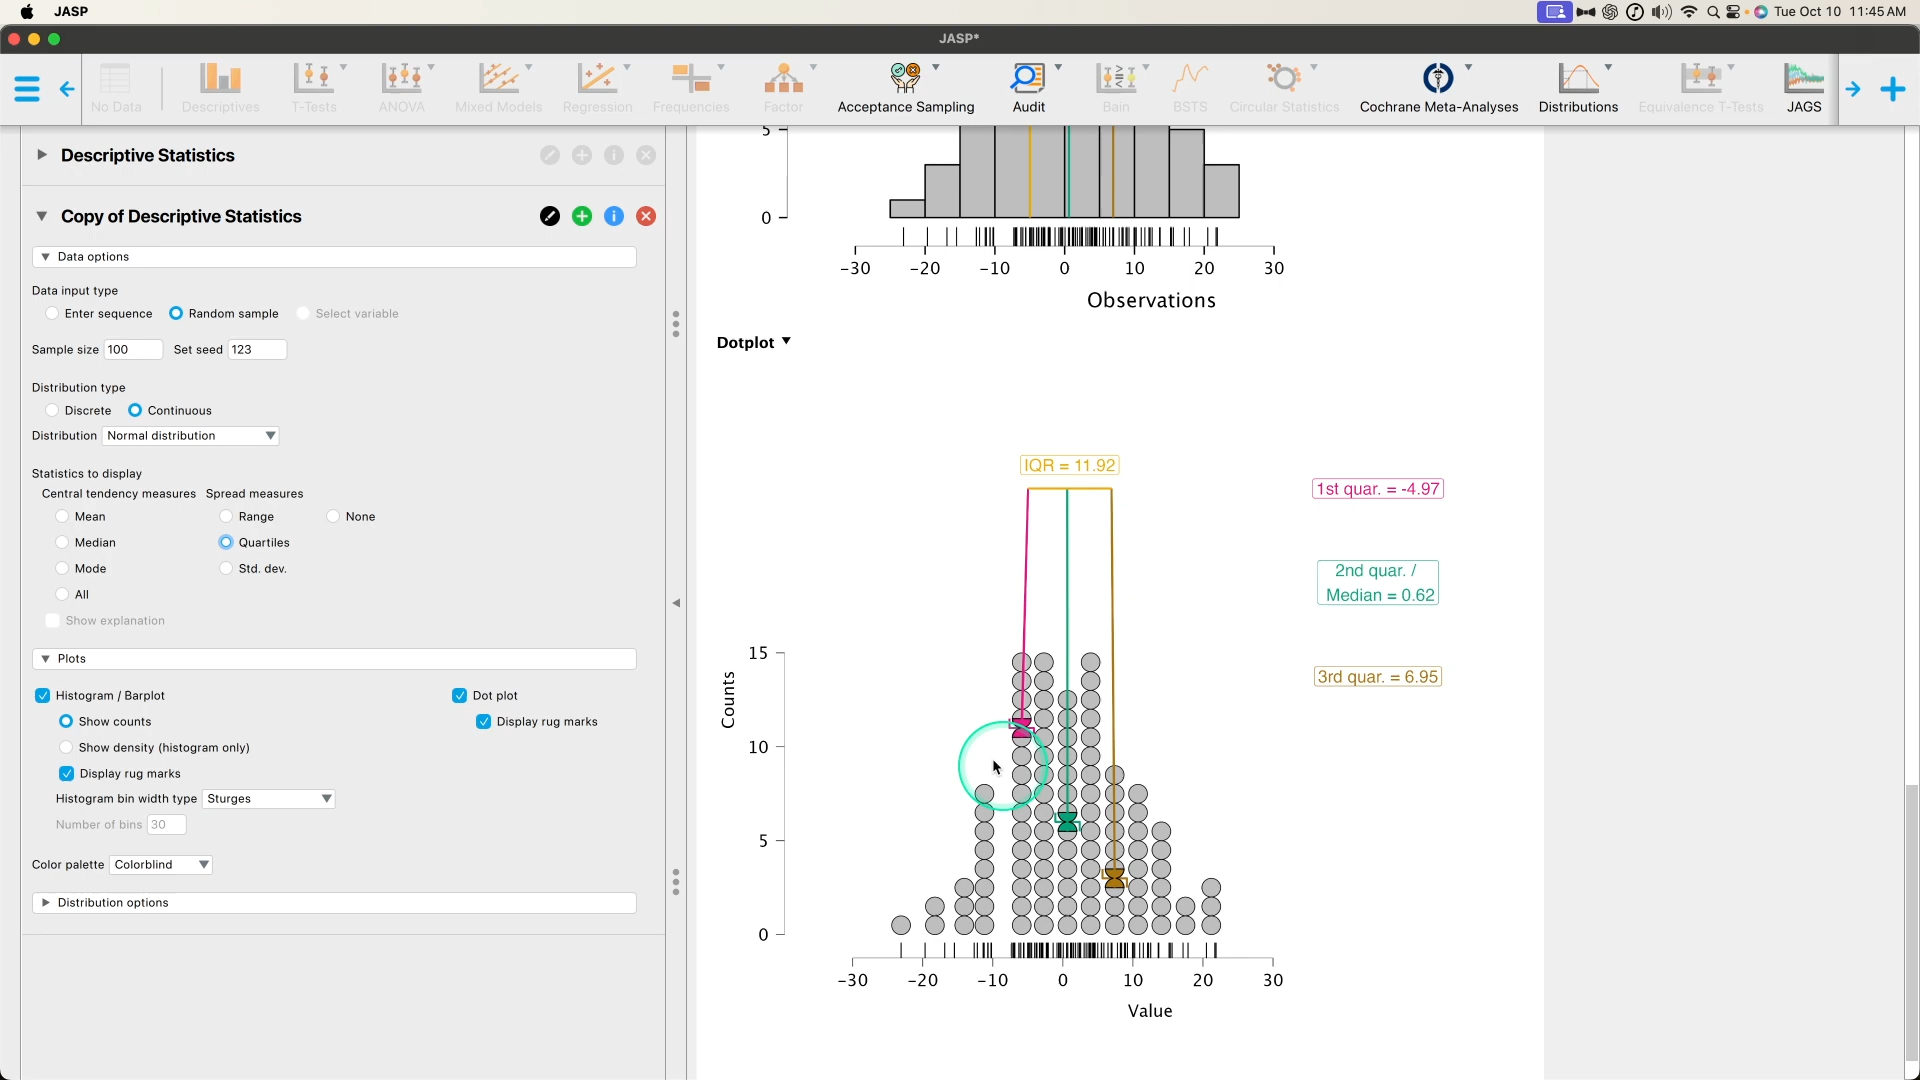 JASP
Tue Oct 10 11:45 AM
JASP*
No Data
Descriptives
T-Tests
ANOVA
Mixed Models
Regression
Frequencies
Factor
Acceptance Sampling
Audit
Bain
BSTS
Circular Statistics
Cochrane Meta-Analyses
Distributions
Equivalence T-Tests
JAGS
Descriptive Statistics
Copy of Descriptive Statistics
Data options
Data input type
Enter sequence Random sample Select variable
Sample size 100 Set seed 123
Distribution type
Discrete Continuous
Distribution Normal distribution
Statistics to display
Central tendency measures Spread measures
Mean Range None
Median Quartiles
Mode Std. dev.
All
Show explanation
Plots
Histogram / Barplot Dot plot
Show counts Display rug marks
Show density (histogram only)
Display rug marks
Histogram bin width type Sturges
Number of bins 30
Color palette Colorblind
Distribution options
5
0
-30 -20 -10 0 10 20 30
Observations
Dotplot
IQR = 11.92
1st quar. = -4.97
2nd quar. /
Median = 0.62
3rd quar. = 6.95
Counts
15
10
5
0
-30 -20 -10 0 10 20 30
Value